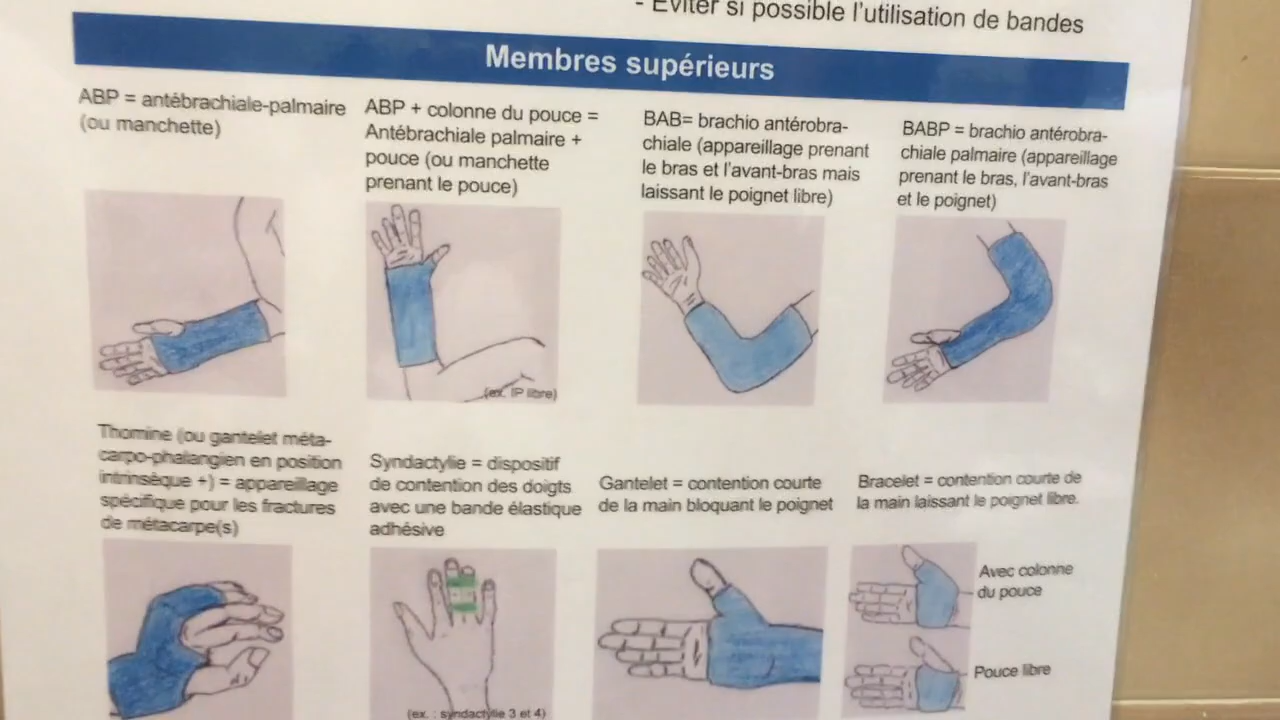 - Eviter si possible l'utilisation de bandes
Membres supérieurs
ABP = antébrachiale-palmaire
(ou manchette)
ABP + colonne du pouce =
Antébrachiale palmaire +
pouce (ou manchette
prenant le pouce)
BAB= brachio antérobra-
chiale (appareillage prenant
le bras et l'avant-bras mais
laissant le poignet libre)
BABP = brachio antérobra-
chiale palmaire (appareillage
prenant le bras, l'avant-bras
et le poignet)
(ex. IP libre)
Thomine (ou gantelet méta-
carpo-phalangien en position
intrinsèque +) = appareillage
spécifique pour les fractures
de métacarpe(s)
Syndactylie = dispositif
de contention des doigts
avec une bande élastique
adhésive
Gantelet = contention courte
de la main bloquant le poignet
Bracelet = contention courte de
la main laissant le poignet libre.
Avec colonne
du pouce
Pouce libre
(ex. : syndactylie 3 et 4)